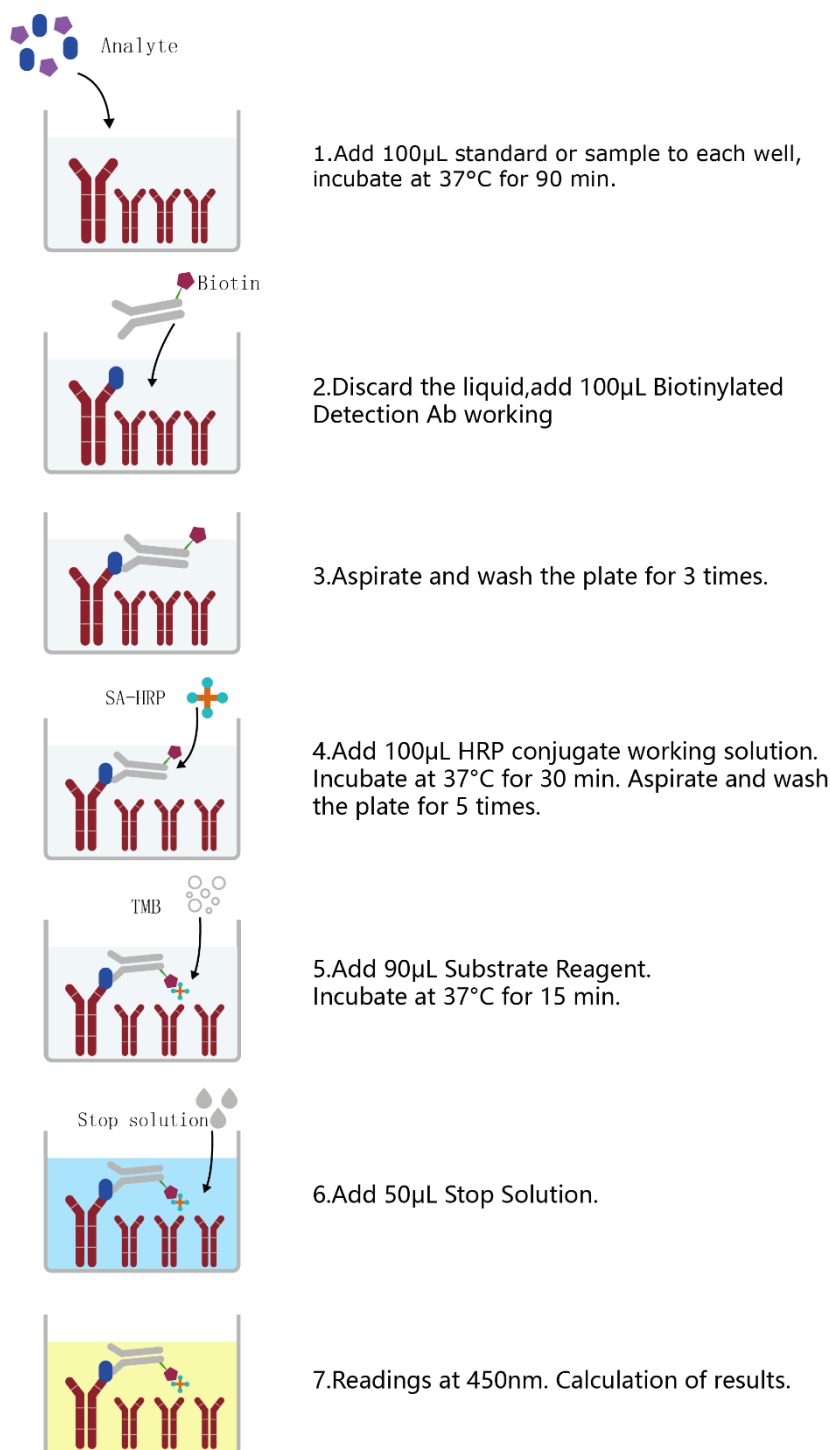 Analyte
1.Add 100μL standard or sample to each well,
incubate at 37°C for 90 min.
Biotin
2.Discard the liquid,add 100μL Biotinylated
Detection Ab working
3.Aspirate and wash the plate for 3 times.
SA-HRP
4.Add 100μL HRP conjugate working solution.
Incubate at 37°C for 30 min. Aspirate and wash
the plate for 5 times.
TMB
5.Add 90μL Substrate Reagent.
Incubate at 37°C for 15 min.
Stop solution
6.Add 50μL Stop Solution.
7.Readings at 450nm. Calculation of results.